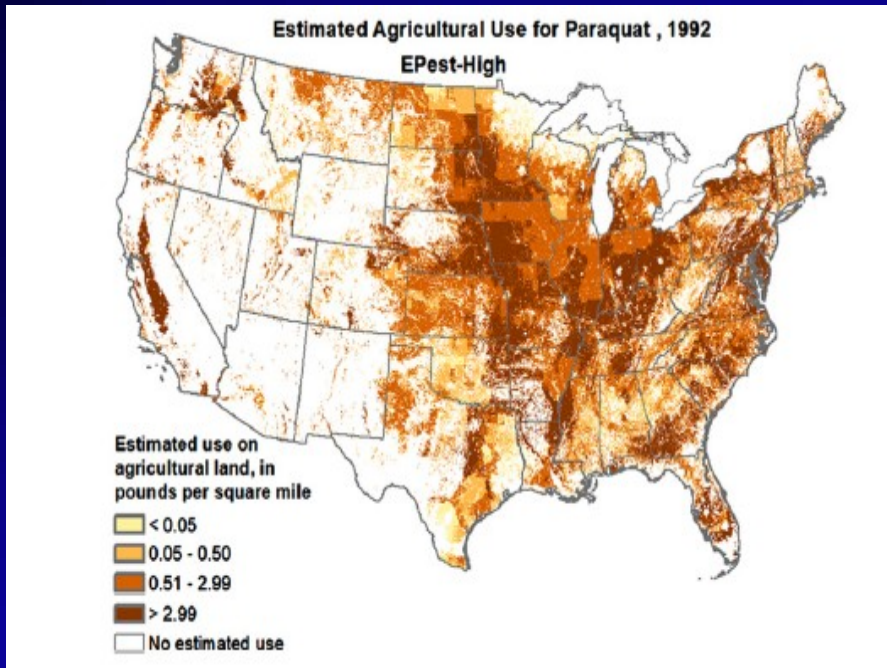 Estimated Agricultural Use for Paraquat , 1992
EPest-High
Estimated use on
agricultural land, in
pounds per square mile
< 0.05
0.05 - 0.50
0.51 - 2.99
> 2.99
No estimated use